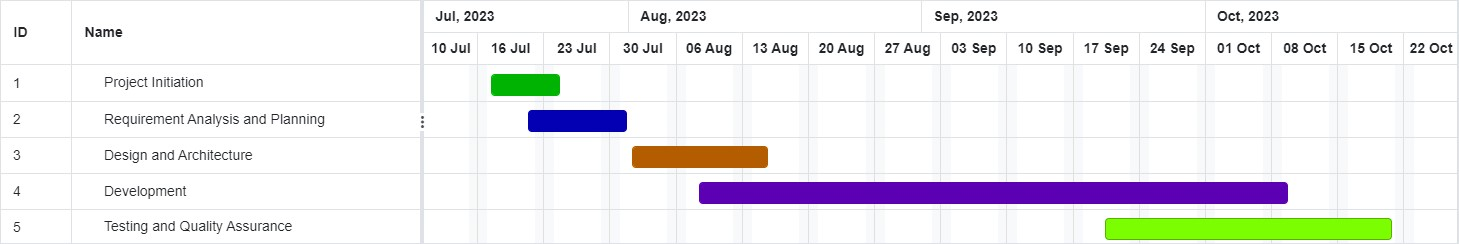 ID Name Jul, 2023 Aug, 2023 Sep, 2023 Oct, 2023
10 Jul 16 Jul 23 Jul 30 Jul 06 Aug 13 Aug 20 Aug 27 Aug 03 Sep 10 Sep 17 Sep 24 Sep 01 Oct 08 Oct 15 Oct 22 Oct
1 Project Initiation
2 Requirement Analysis and Planning
3 Design and Architecture
4 Development
5 Testing and Quality Assurance